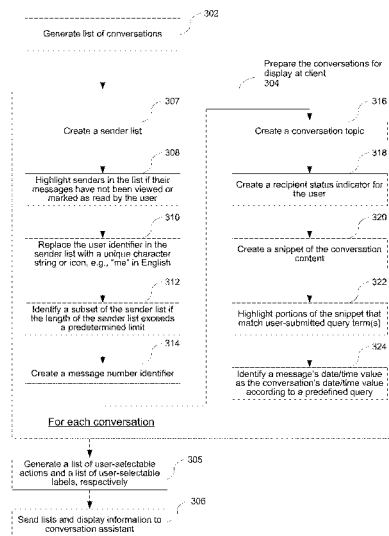 302
Generate list of conversations
Prepare the conversations for
display at client
304
307
Create a sender list
308
Highlight senders in the list if their
messages have not been viewed or
marked as read by the user
310
Replace the user identifier in the
sender list with a unique character
string or icon, e.g., "me" in English
312
Identify a subset of the sender list if
the length of the sender list exceeds
a predetermined limit
314
Create a message number identifier
316
Create a conversation topic
318
Create a recipient status indicator for
the user
320
Create a snippet of the conversation
content
322
Highlight portions of the snippet that
match user-submitted query term(s)
324
Identify a message's date/time value
as the conversation's date/time value
according to a predefined query
For each conversation
305
Generate a list of user-selectable
actions and a list of user-selectable
labels, respectively
306
Send lists and display information to
conversation assistant